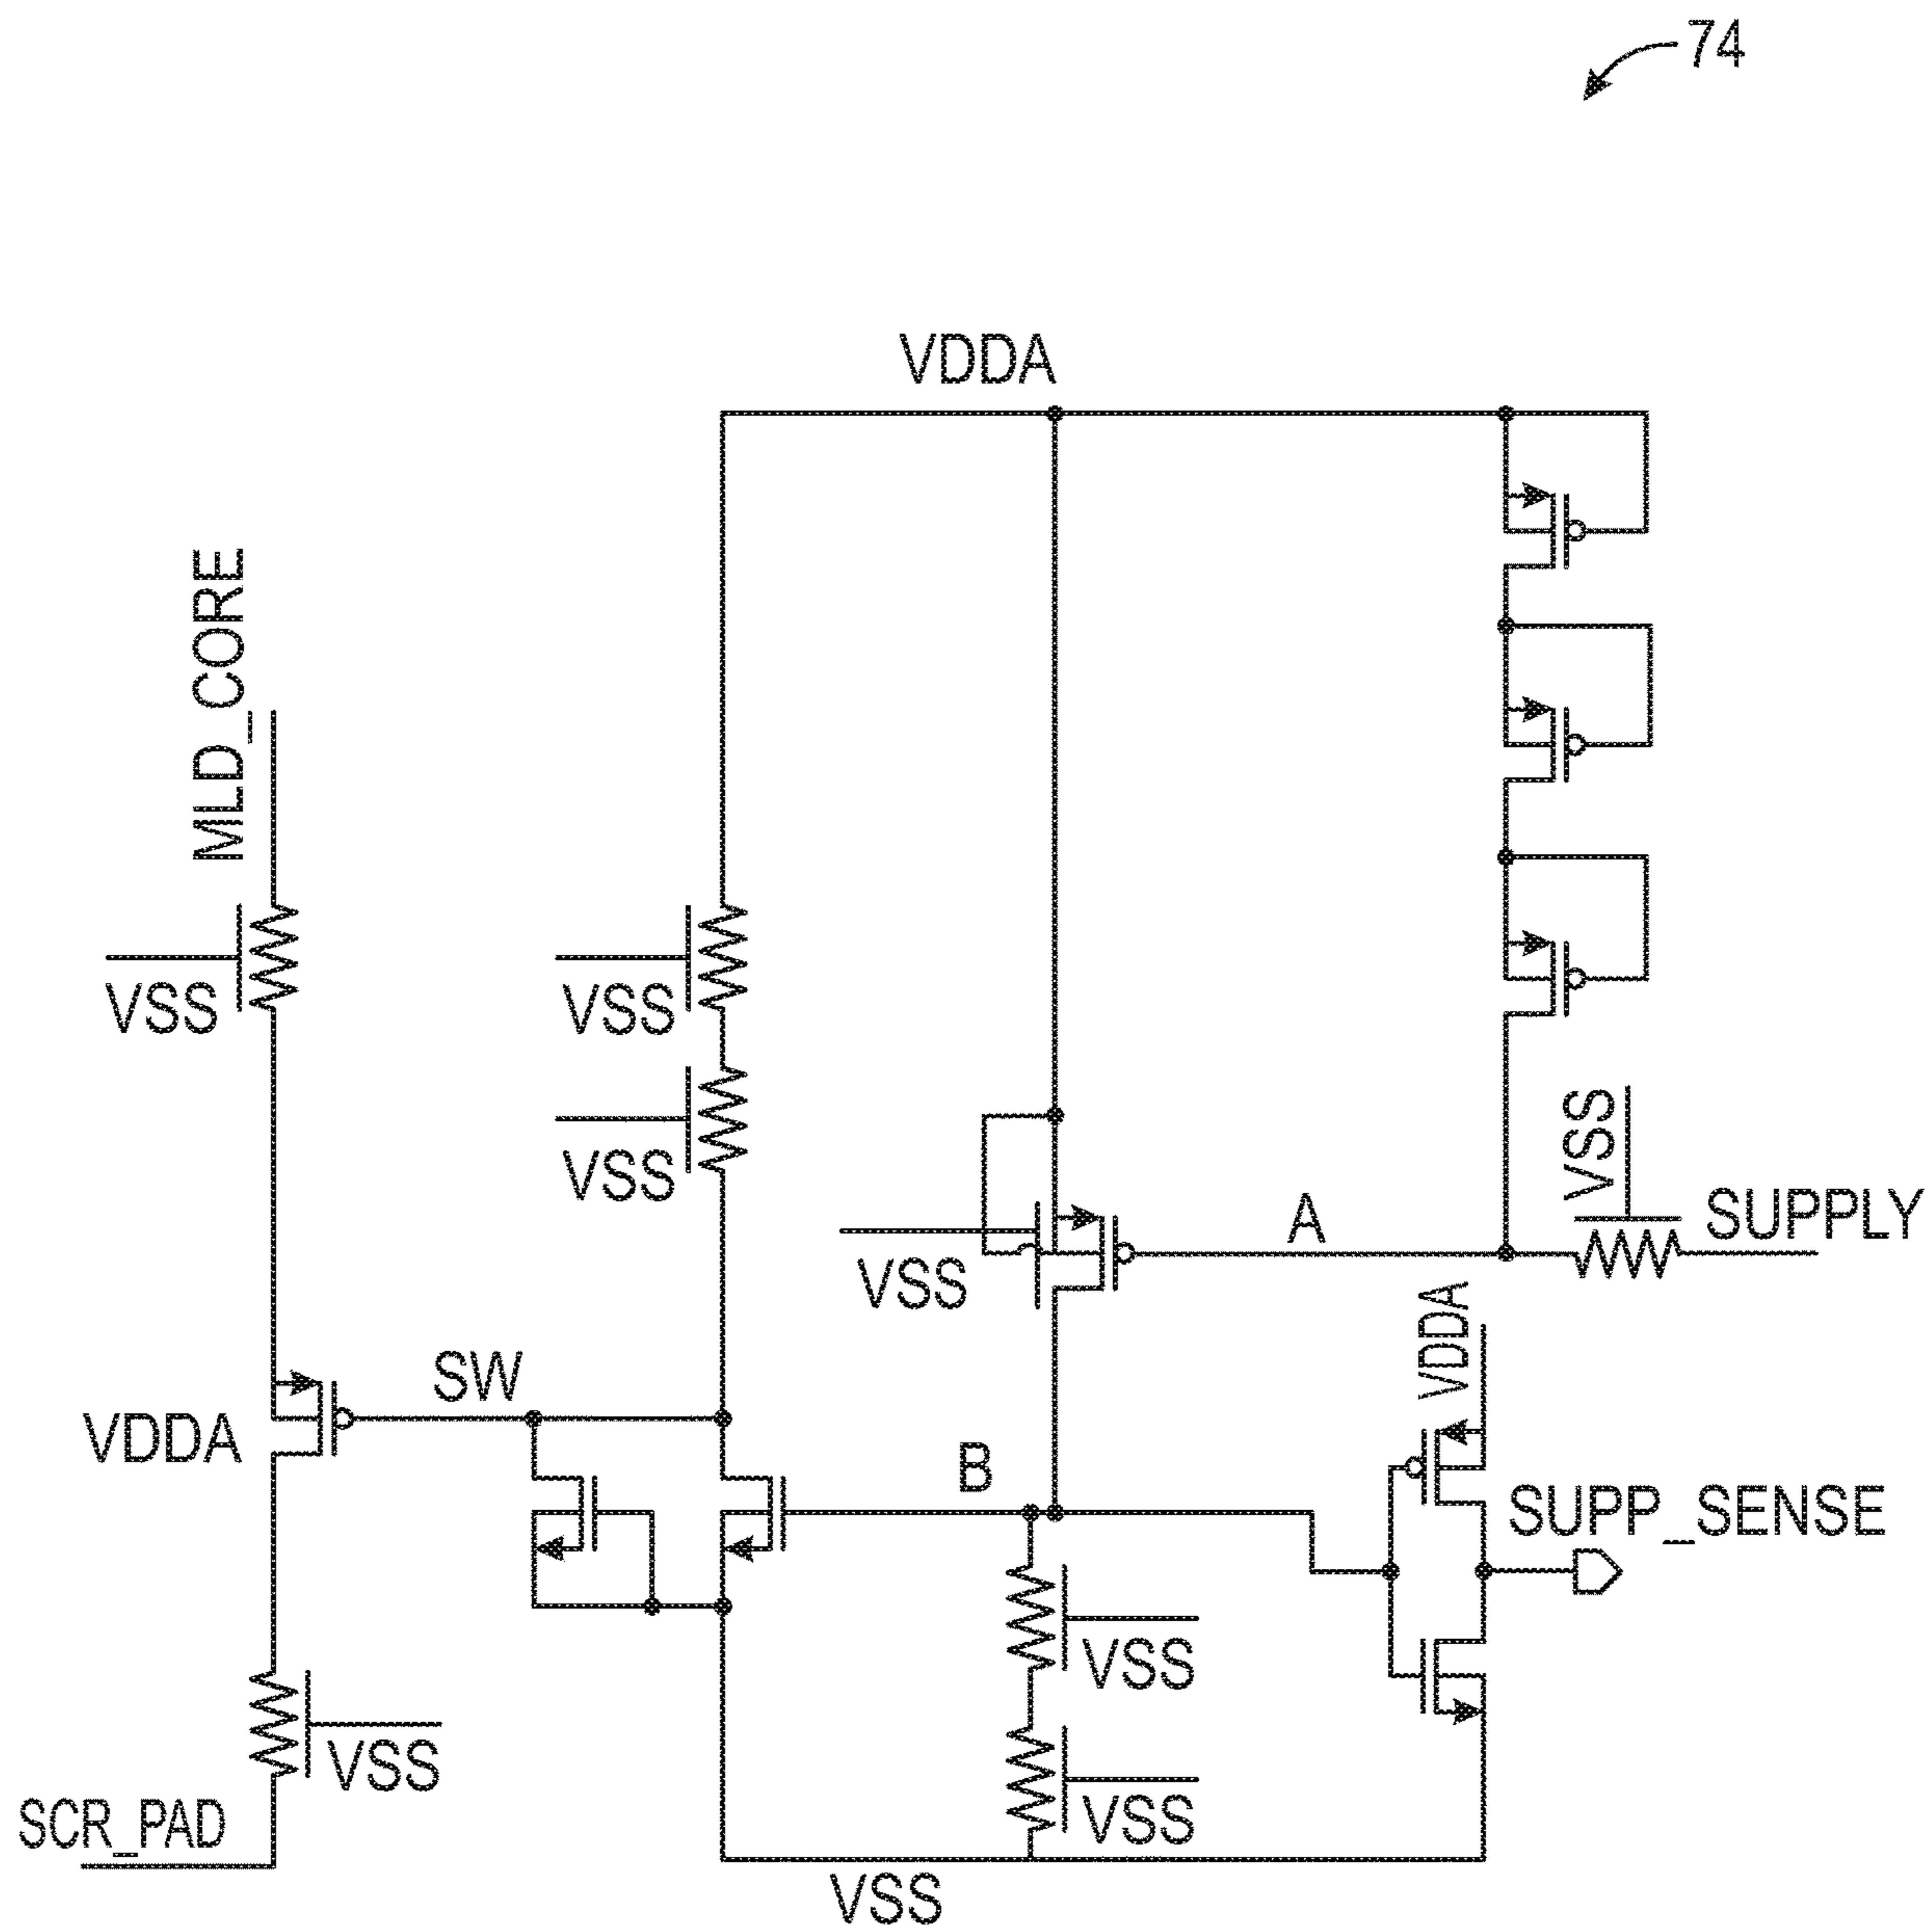 74
VDDA
MLD_CORE
VSS
VSS
VSS
VSS
SUPPLY
A
VSS
VDDA
SW
VDDA
B
SUPP_SENSE
VSS
VSS
SCR_PAD
VSS
VSS